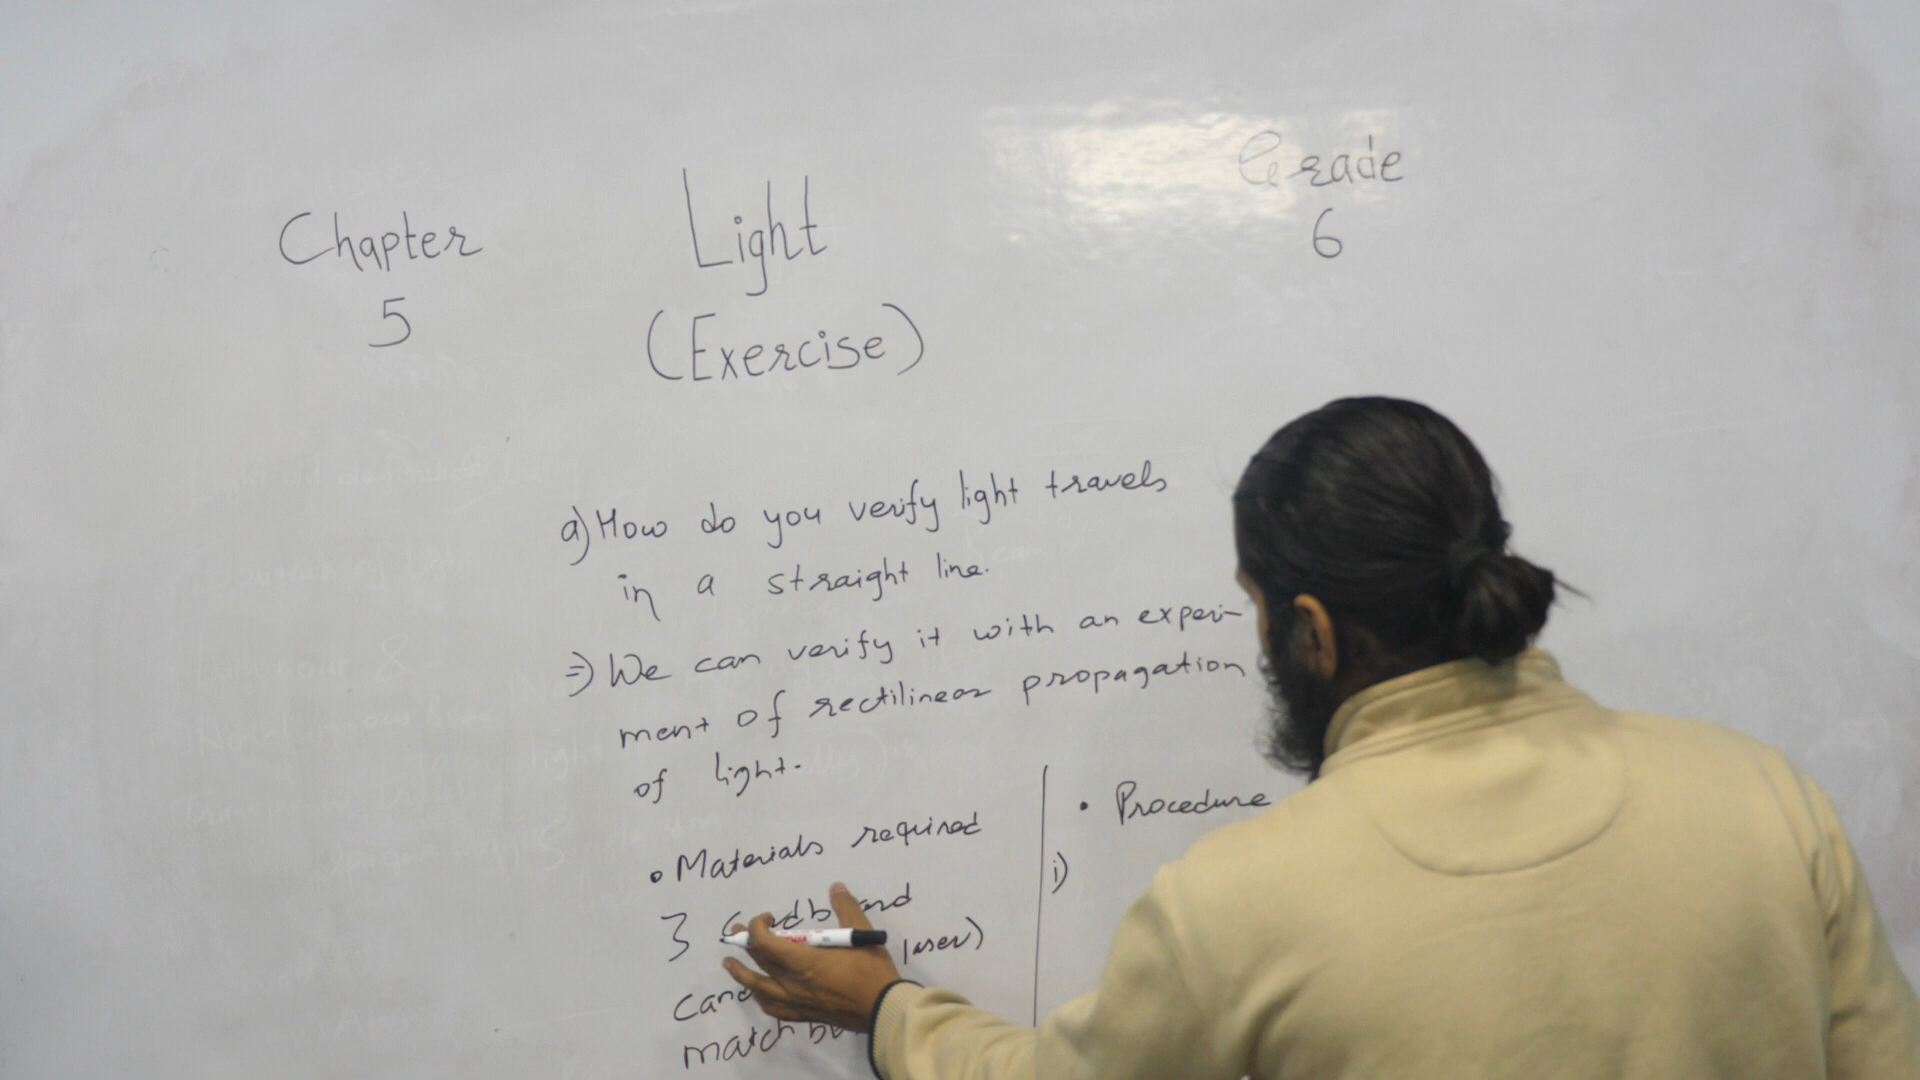 Chapter
5
Light
(Exercise)
Grade
6
a) How do you verify light travels
in a straight line.
=) We can verify it with an experi-
ment of rectilinear propagation
of light.
• Materials required
3
laser)
match
• Procedure
i)